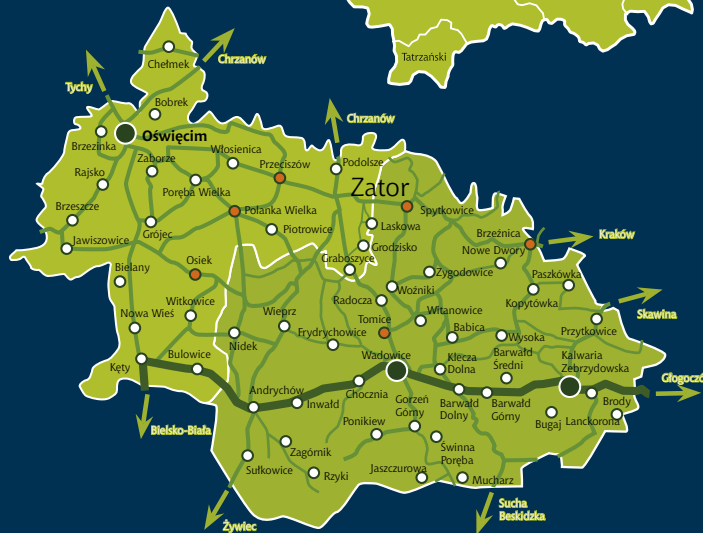 Tatrzański
Chełmek
Chrzanów
Tychy
Bobrek
Chrzanów
Oświęcim
Brzezinka
Włosienica
Zaborze
Przeciszów
Podolsze
Rajsko
Poręba Wielka
Zator
Brzeszcze
Polanka Wielka
Spytkowice
Laskowa
Grójec
Piotrowice
Brzeźnica
Kraków
Jawiszowice
Grodzisko
Nowe Dwory
Graboszyce
Osiek
Bielany
Zygodowice
Paszkówka
Woźniki
Radocza
Kopytówka
Witkowice
Skawina
Nowa Wieś
Wieprz
Witanowice
Tomice
Babica
Przytkowice
Frydrychowice
Wysoka
Nidek
Bulowice
Wadowice
Klecza
Dolna
Barwałd
Średni
Kalwaria
Zebrzydowska
Kęty
Głogoczó
Andrychów
Chocznia
Inwałd
Gorzeń
Górny
Barwałd
Dolny
Barwałd
Górny
Brody
Ponikiew
Bugaj
Lanckorona
Bielsko-Biała
Zagórnik
Świnna
Poręba
Sułkowice
Rzyki
Jaszczurowa
Mucharz
Sucha
Beskidzka
Żywiec